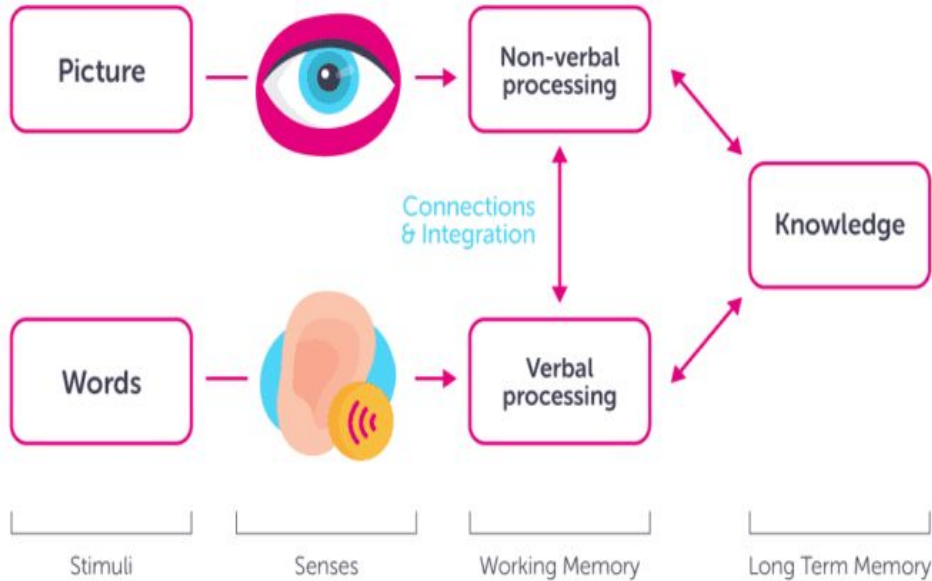 Picture
Non-verbal
processing
Connections
& Integration
Knowledge
Words
Verbal
processing
Stimuli
Senses
Working Memory
Long Term Memory